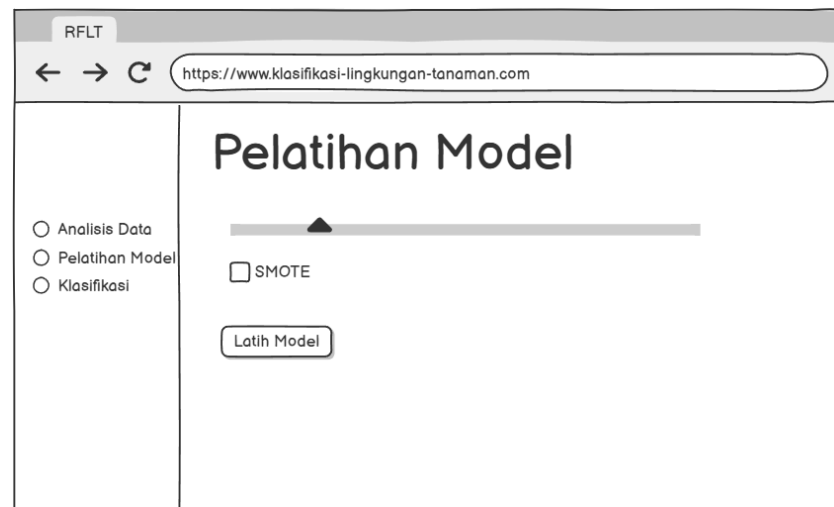 RFLT
https://www.klasifikasi-lingkungan-tanaman.com
Pelatihan Model
Analisis Data
Pelatihan Model
Klasifikasi
SMOTE
Latih Model